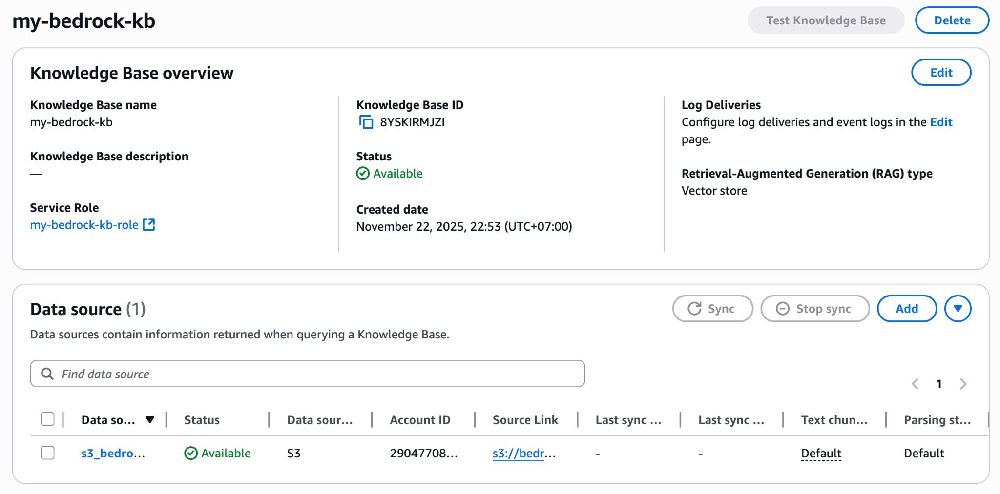 my-bedrock-kb
Test Knowledge Base
Delete
Knowledge Base overview
Edit
Knowledge Base name
my-bedrock-kb
Knowledge Base description
—
Service Role
my-bedrock-kb-role
Knowledge Base ID
8YSKIRMJZI
Status
Available
Created date
November 22, 2025, 22:53 (UTC+07:00)
Log Deliveries
Configure log deliveries and event logs in the Edit
page.
Retrieval-Augmented Generation (RAG) type
Vector store
Data source (1)
Sync
Stop sync
Add
Data sources contain information returned when querying a Knowledge Base.
Find data source
1
Data so... Status Data sour... Account ID Source Link Last sync ... Last sync ... Text chun... Parsing st...
s3_bedro... Available S3 29047708... s3://bedr... - - Default Default